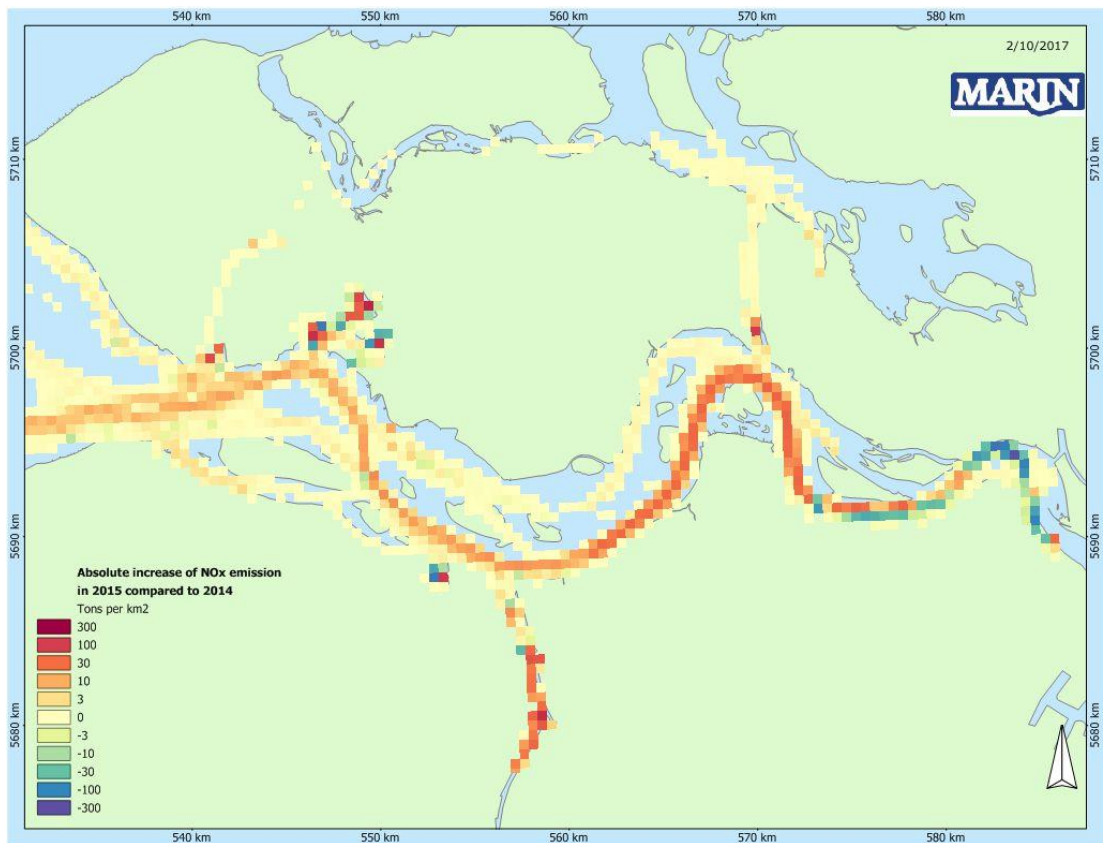 540 km
550 km
560 km
570 km
580 km
2/10/2017
MARIN
5710 km
5710 km
5700 km
5700 km
5690 km
5690 km
5680 km
5680 km
Absolute increase of NOx emission
in 2015 compared to 2014
Tons per km2
300
100
30
10
3
0
-3
-10
-30
-100
-300
540 km
550 km
560 km
570 km
580 km